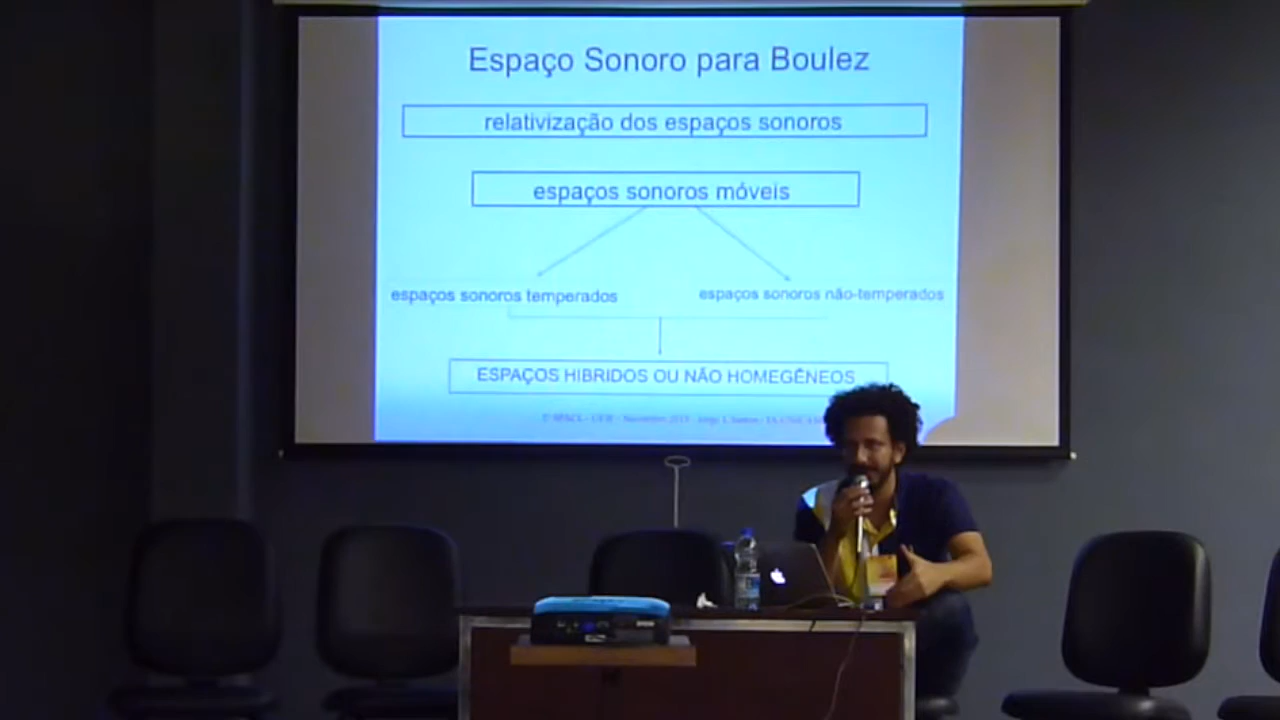 Espaço Sonoro para Boulez
relativização dos espaços sonoros
espaços sonoros móveis
espaços sonoros temperados
espaços sonoros não-temperados
ESPAÇOS HIBRIDOS OU NÃO HOMEGÊNEOS